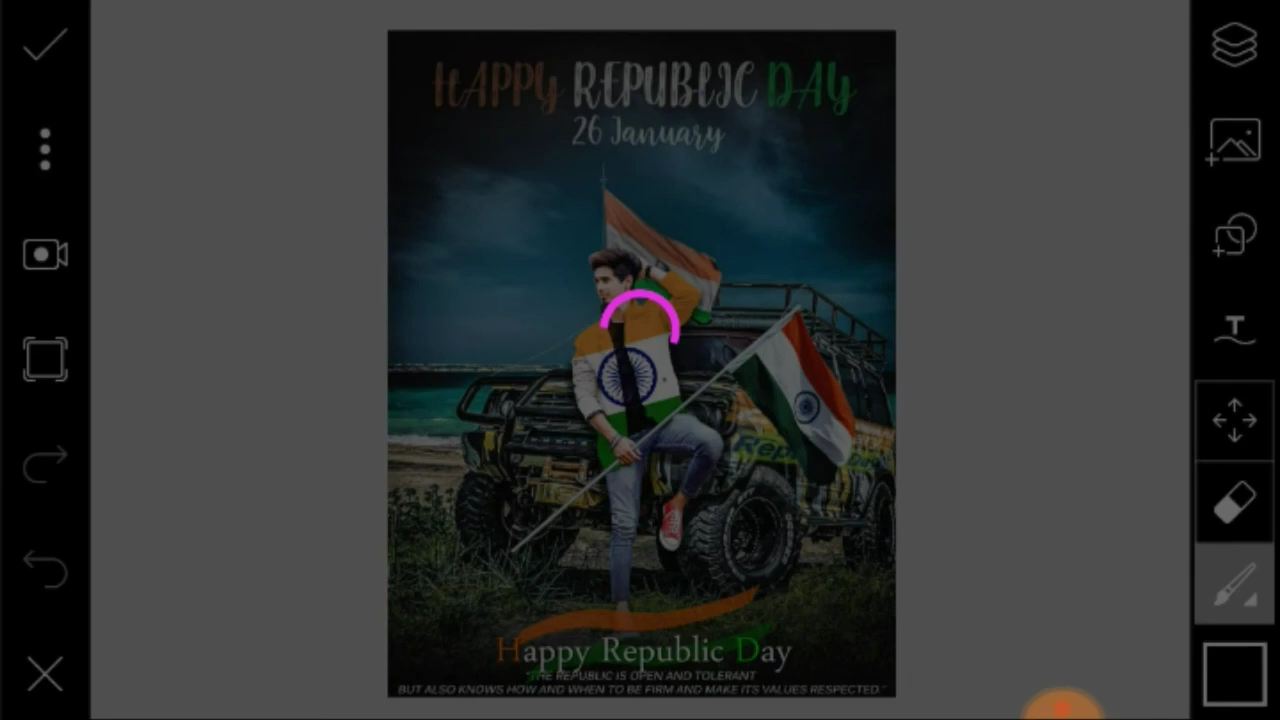 HAPPY REPUBLIC DAY
26 January
Happy Republic Day
"THE REPUBLIC IS OPEN AND TOLERANT
BUT ALSO KNOWS HOW AND WHEN TO BE FIRM AND MAKE ITS VALUES RESPECTED."
T